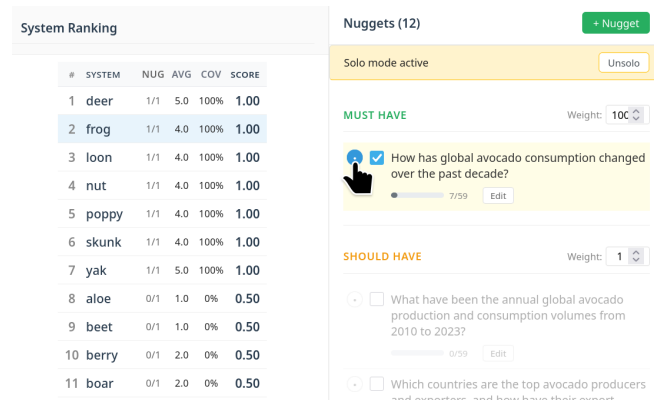 System Ranking
# SYSTEM NUG AVG COV SCORE
1 deer 1/1 5.0 100% 1.00
2 frog 1/1 4.0 100% 1.00
3 loon 1/1 4.0 100% 1.00
4 nut 1/1 4.0 100% 1.00
5 poppy 1/1 4.0 100% 1.00
6 skunk 1/1 4.0 100% 1.00
7 yak 1/1 5.0 100% 1.00
8 aloe 0/1 1.0 0% 0.50
9 beet 0/1 1.0 0% 0.50
10 berry 0/1 2.0 0% 0.50
11 boar 0/1 2.0 0% 0.50
Nuggets (12)
+ Nugget
Solo mode active
Unsolo
MUST HAVE
Weight: 100
How has global avocado consumption changed
over the past decade?
7/59 Edit
SHOULD HAVE
Weight: 1
What have been the annual global avocado
production and consumption volumes from
2010 to 2023?
0/59 Edit
Which countries are the top avocado producers
and exporters, and how have their export